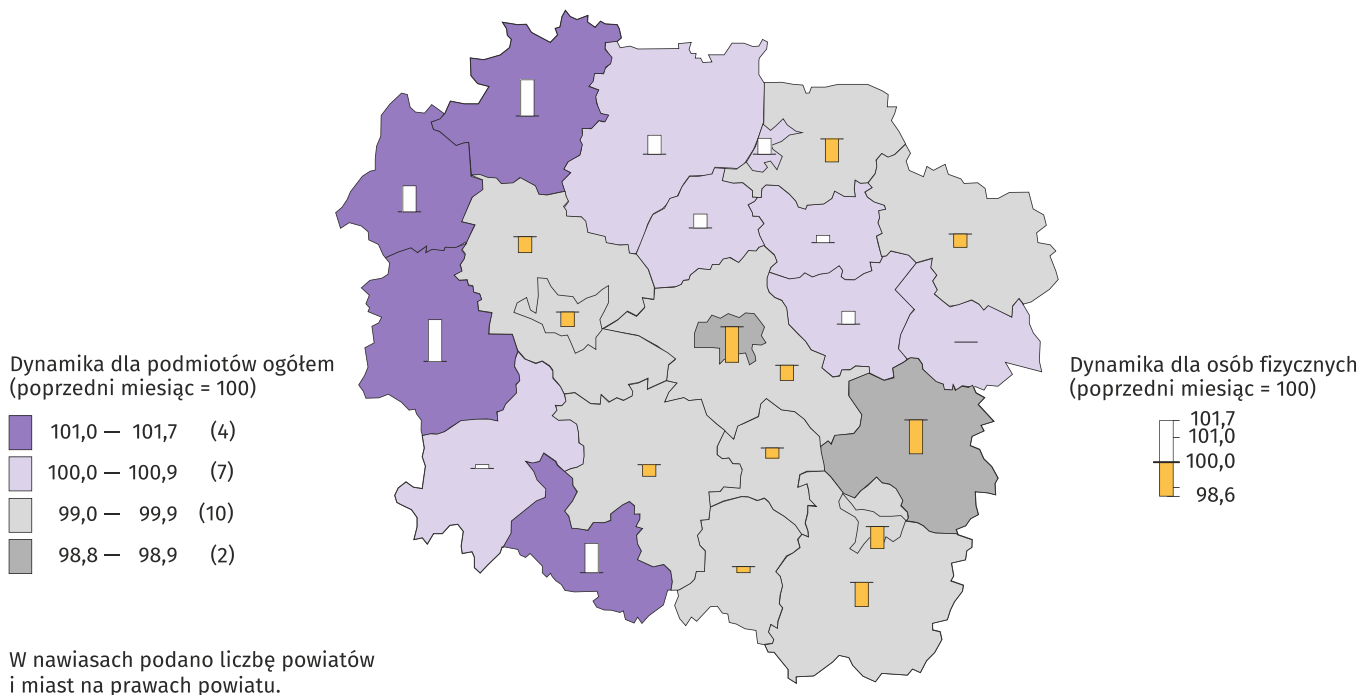 Dynamika dla podmiotów ogółem
(poprzedni miesiąc = 100)
101,0 — 101,7 (4)
100,0 — 100,9 (7)
99,0 — 99,9 (10)
98,8 — 98,9 (2)
W nawiasach podano liczbę powiatów
i miast na prawach powiatu.
Dynamika dla osób fizycznych
(poprzedni miesiąc = 100)
101,7
101,0
100,0
98,6